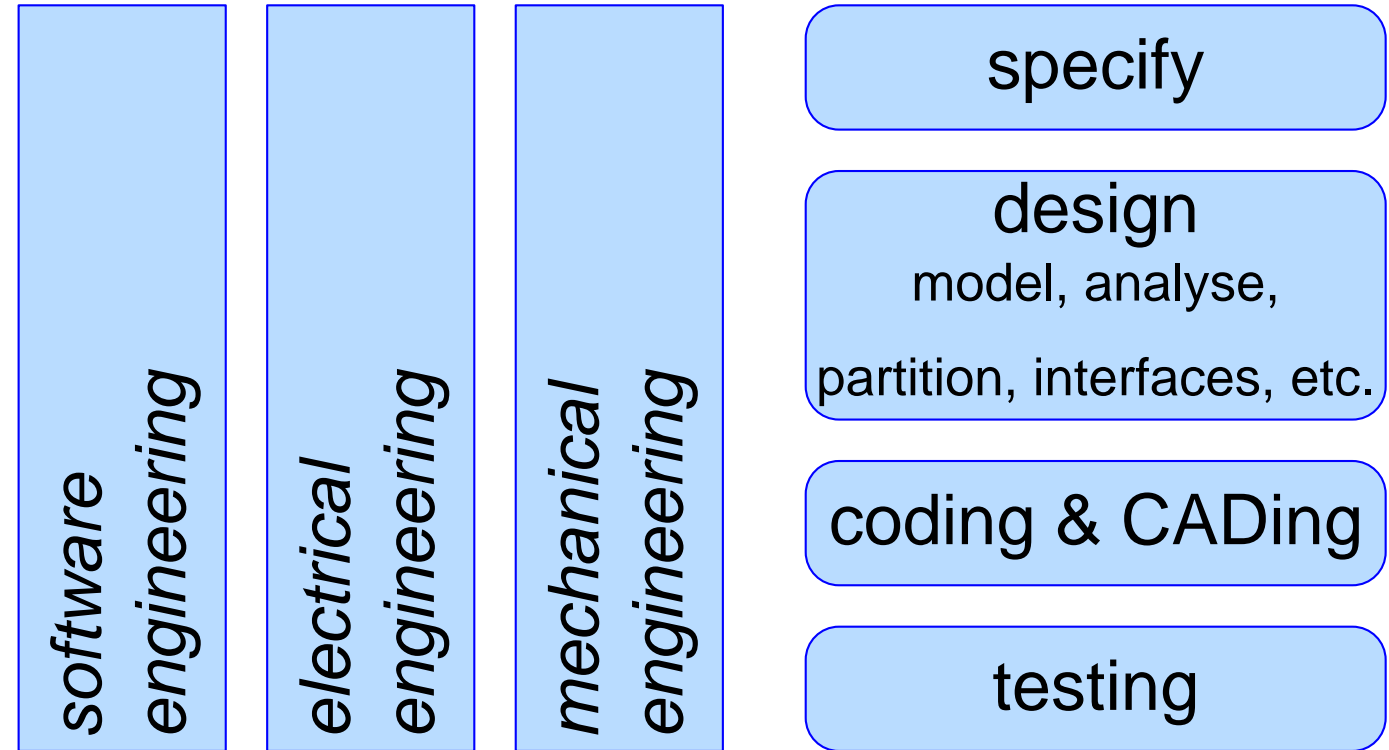 software
engineering
electrical
engineering
mechanical
engineering
specify
design
model, analyse,
partition, interfaces, etc.
coding & CADing
testing